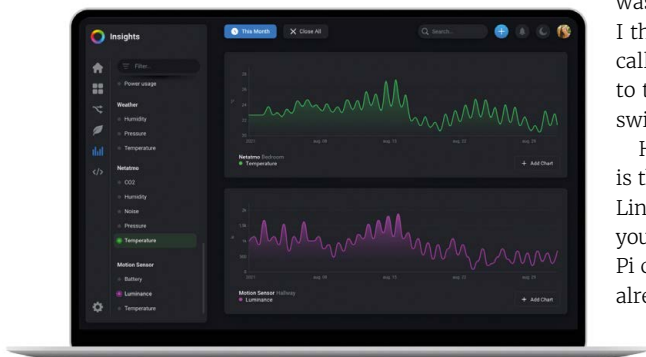 Insights
This Month
Close All
Search...
Filter...
Power usage
Weather
Humidity
Pressure
Temperature
Netatmo
CO2
Humidity
Noise
Pressure
Temperature
Motion Sensor
Battery
Luminance
Temperature
Netatmo Bedroom
Temperature
+ Add Chart
Motion Sensor Hallway
Luminance
+ Add Chart
was
I th
call
to t
swi
H
is th
Lin
you
Pi c
alre